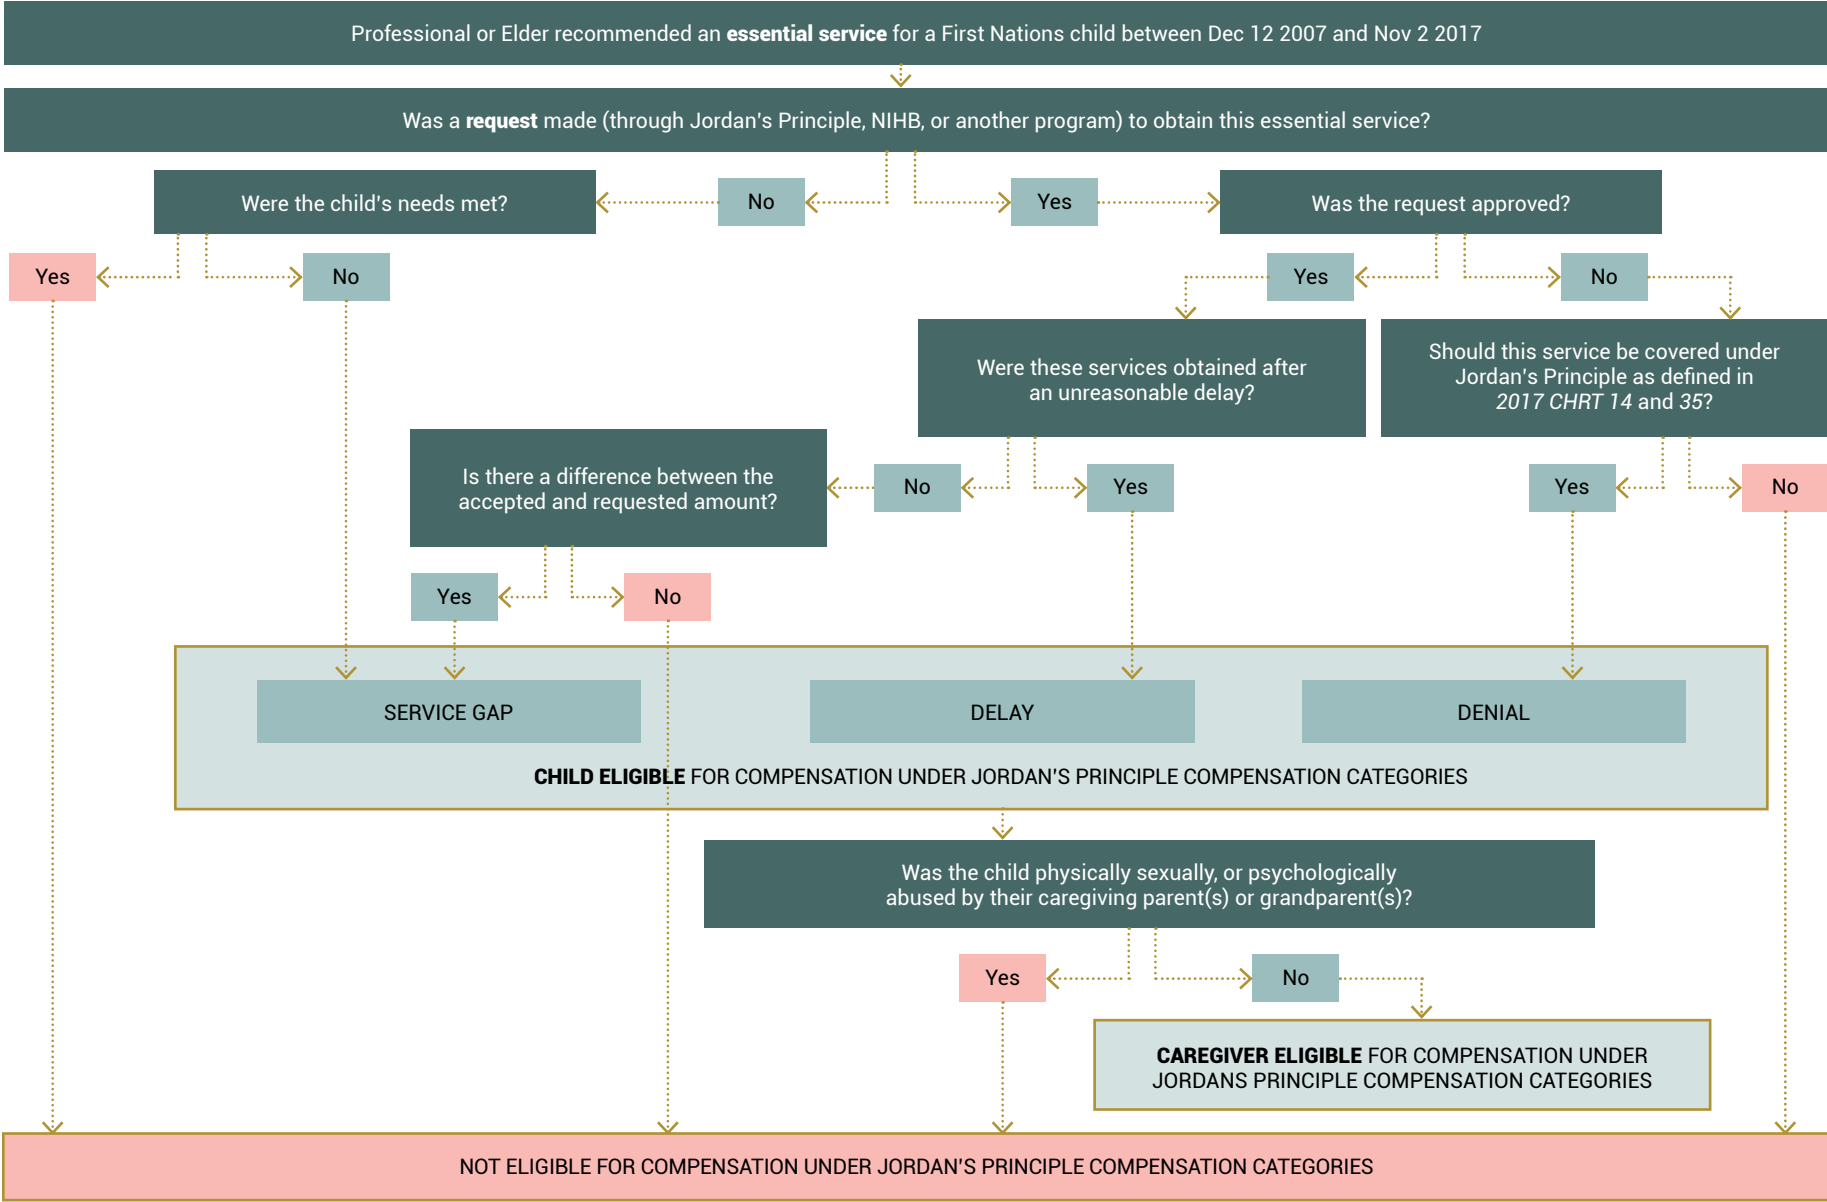 Professional or Elder recommended an essential service for a First Nations child between Dec 12 2007 and Nov 2 2017
Was a request made (through Jordan's Principle, NIHB, or another program) to obtain this essential service?
Were the child's needs met?
No
Yes
Was the request approved?
Yes
No
Yes
No
Were these services obtained after
an unreasonable delay?
Should this service be covered under
Jordan's Principle as defined in
2017 CHRT 14 and 35?
Is there a difference between the
accepted and requested amount?
No
Yes
Yes
No
Yes
No
SERVICE GAP
DELAY
DENIAL
CHILD ELIGIBLE FOR COMPENSATION UNDER JORDAN'S PRINCIPLE COMPENSATION CATEGORIES
Was the child physically sexually, or psychologically
abused by their caregiving parent(s) or grandparent(s)?
Yes
No
CAREGIVER ELIGIBLE FOR COMPENSATION UNDER
JORDANS PRINCIPLE COMPENSATION CATEGORIES
NOT ELIGIBLE FOR COMPENSATION UNDER JORDAN'S PRINCIPLE COMPENSATION CATEGORIES